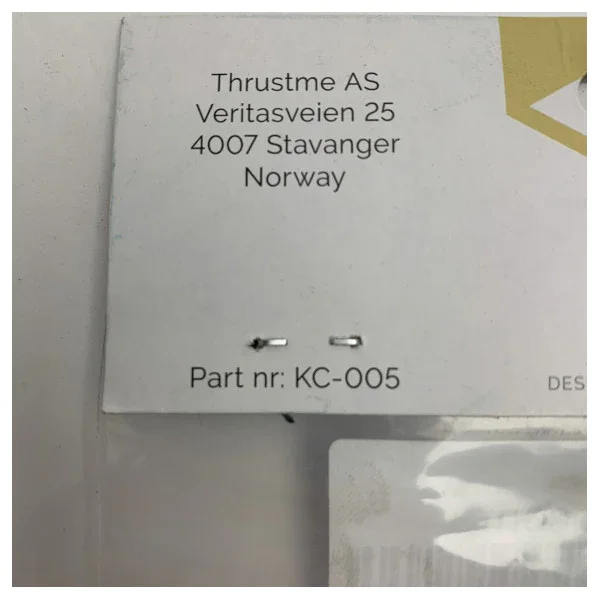 Thrustme AS
Veritasveien 25
4007 Stavanger
Norway
Part nr: KC-005
DES